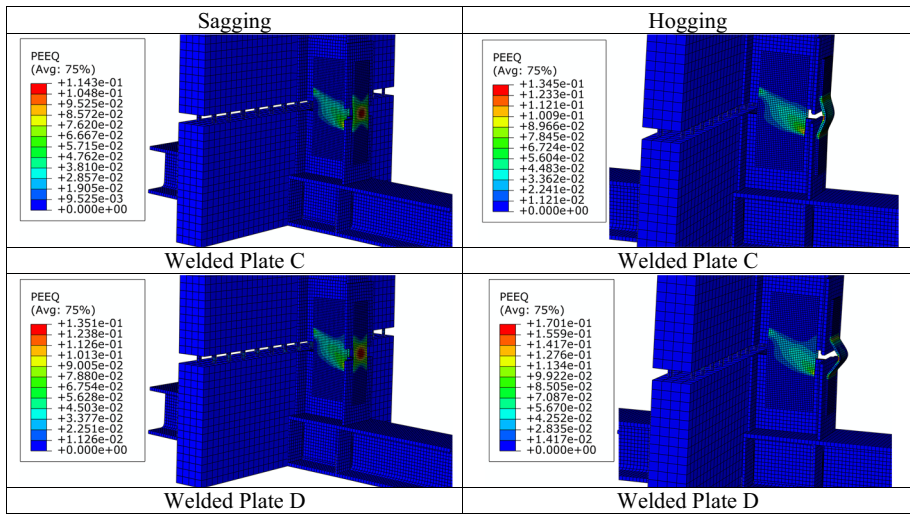 Sagging
Hogging
PEEQ
(Avg: 75%)
+1.143e-01
+1.048e-01
+9.525e-02
+8.572e-02
+7.620e-02
+6.667e-02
+5.715e-02
+4.762e-02
+3.810e-02
+2.857e-02
+1.905e-02
+9.525e-03
+0.000e+00
PEEQ
(Avg: 75%)
+1.345e-01
+1.233e-01
+1.121e-01
+1.009e-01
+8.966e-02
+7.845e-02
+6.724e-02
+5.604e-02
+4.483e-02
+3.362e-02
+2.241e-02
+1.121e-02
+0.000e+00
Welded Plate C
Welded Plate C
PEEQ
(Avg: 75%)
+1.351e-01
+1.238e-01
+1.126e-01
+1.013e-01
+9.005e-02
+7.880e-02
+6.754e-02
+5.628e-02
+4.503e-02
+3.377e-02
+2.251e-02
+1.126e-02
+0.000e+00
PEEQ
(Avg: 75%)
+1.701e-01
+1.559e-01
+1.417e-01
+1.276e-01
+1.134e-01
+9.922e-02
+8.505e-02
+7.087e-02
+5.670e-02
+4.252e-02
+2.835e-02
+1.417e-02
+0.000e+00
Welded Plate D
Welded Plate D